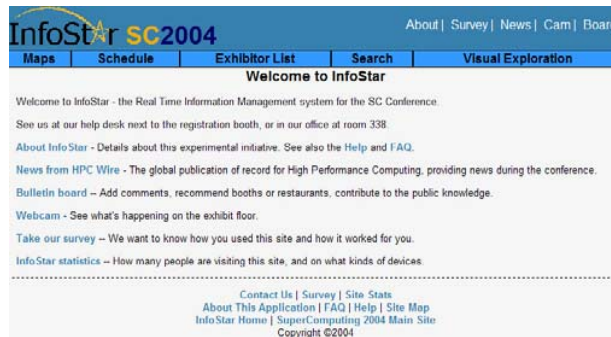 InfoStar SC2004
About | Survey | News | Cam | Boar
Maps Schedule Exhibitor List Search Visual Exploration
Welcome to InfoStar
Welcome to InfoStar - the Real Time Information Management system for the SC Conference.
See us at our help desk next to the registration booth, or in our office at room 338.
About InfoStar - Details about this experimental initiative. See also the Help and FAQ.
News from HPC Wire - The global publication of record for High Performance Computing, providing news during the conference.
Bulletin board -- Add comments, recommend booths or restaurants, contribute to the public knowledge.
Webcam - See what's happening on the exhibit floor.
Take our survey -- We want to know how you used this site and how it worked for you.
InfoStar statistics -- How many people are visiting this site, and on what kinds of devices.
Contact Us | Survey | Site Stats
About This Application | FAQ | Help | Site Map
InfoStar Home | SuperComputing 2004 Main Site
Copyright ©2004